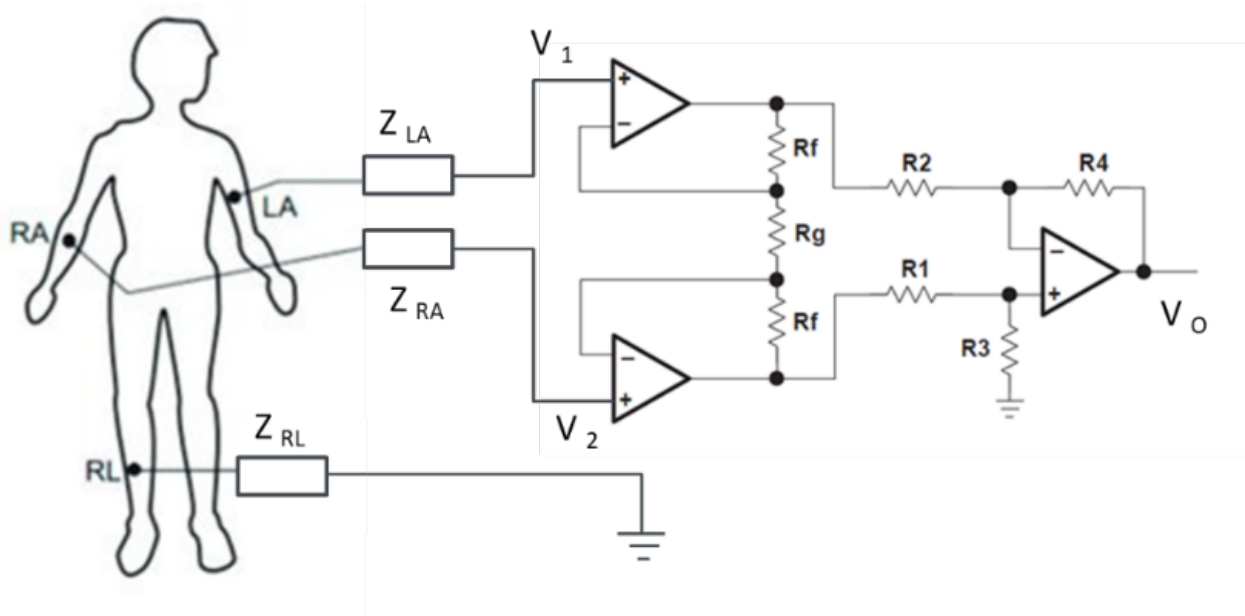 V 1
Z LA
LA
RA
Z RA
V 2
Z RL
RL
+
−
Rf
Rg
Rf
−
+
R2
R4
R1
R3
−
+
V O